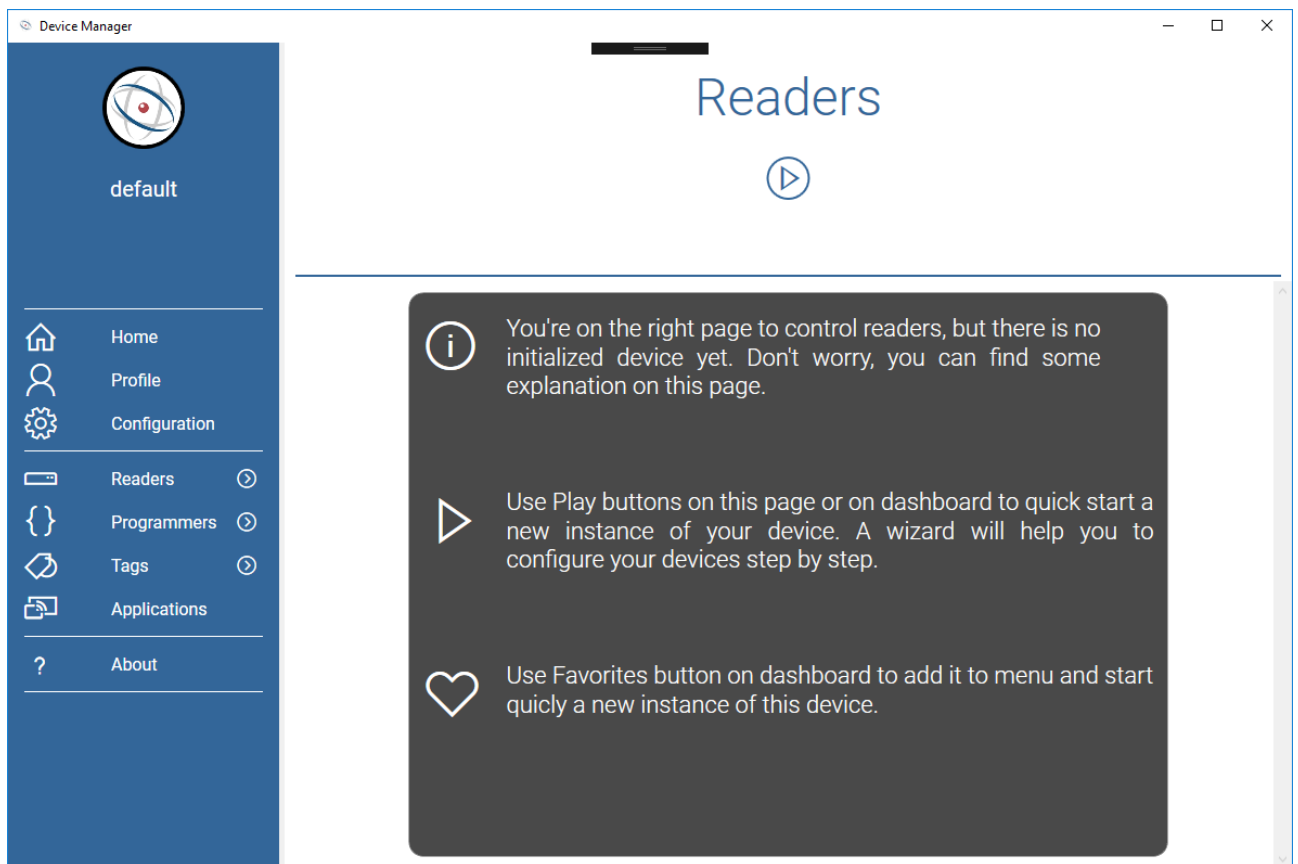 Device Manager
default
Home
Profile
Configuration
Readers
Programmers
Tags
Applications
?
About
Readers
i
You're on the right page to control readers, but there is no
initialized device yet. Don't worry, you can find some
explanation on this page.
Use Play buttons on this page or on dashboard to quick start a
new instance of your device. A wizard will help you to
configure your devices step by step.
Use Favorites button on dashboard to add it to menu and start
quicly a new instance of this device.